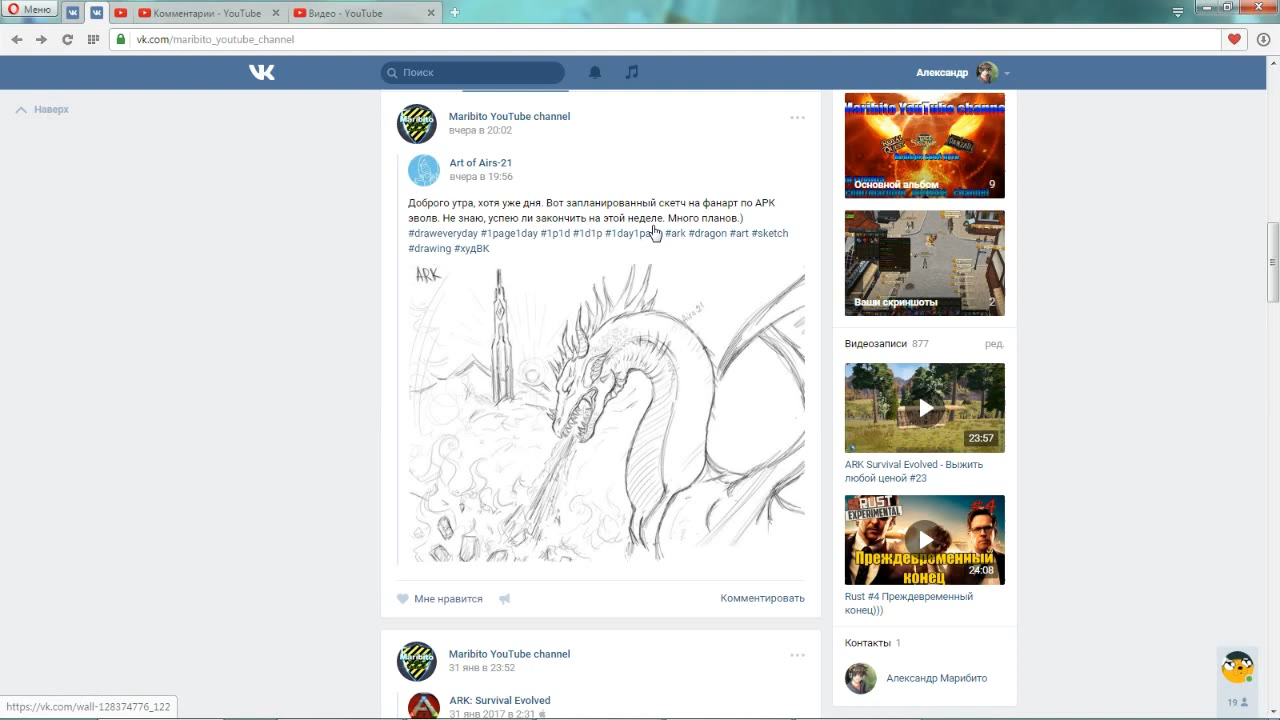 Меню
Комментарии - YouTube
Видео - YouTube
vk.com/maribito_youtube_channel
Поиск
Александр
Наверх
Maribito YouTube channel
вчера в 20:02
Art of Airs-21
вчера в 19:56
Доброго утра, хотя уже дня. Вот запланированный скетч на фанарт по АРК
эволв. Не знаю, успею ли закончить на этой неделе. Много планов.)
#draweveryday #1page1day #1p1d #1d1p #1day1pa #ark #dragon #art #sketch
#drawing #худВК
ARK
Мне нравится
Комментировать
Maribito YouTube channel
31 янв в 23:52
ARK: Survival Evolved
31 янв 2017 в 2:31
Maribito YouTube channel
Основной альбом 9
Ваши скриншоты 2
Видеозаписи 877
ред.
23:57
ARK Survival Evolved - Выжить
любой ценой #23
RUST
EXPERIMENTAL
#4
Преждевременный
конец
24:08
Rust #4 Преждевременный
конец)))
Контакты 1
Александр Марибито
19
https://vk.com/wall-128374776_122